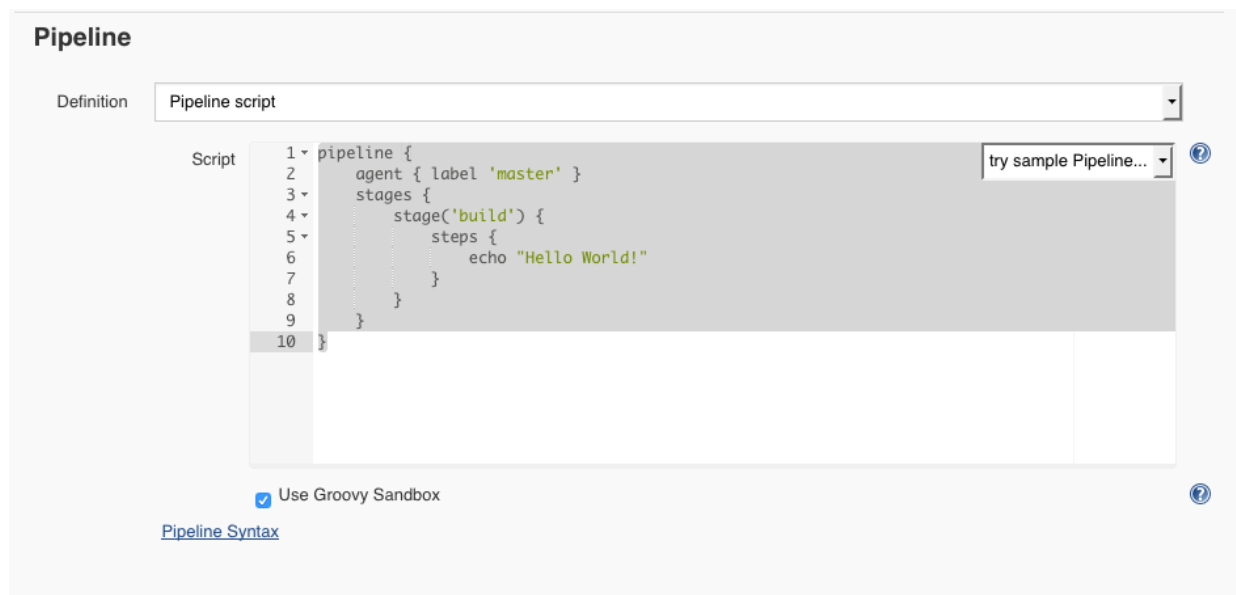 Pipeline
Definition Pipeline script
Script 1 pipeline { try sample Pipeline...
2     agent { label 'master' }
3     stages {
4         stage('build') {
5             steps {
6                 echo "Hello World!"
7             }
8         }
9     }
10 }
Use Groovy Sandbox
Pipeline Syntax